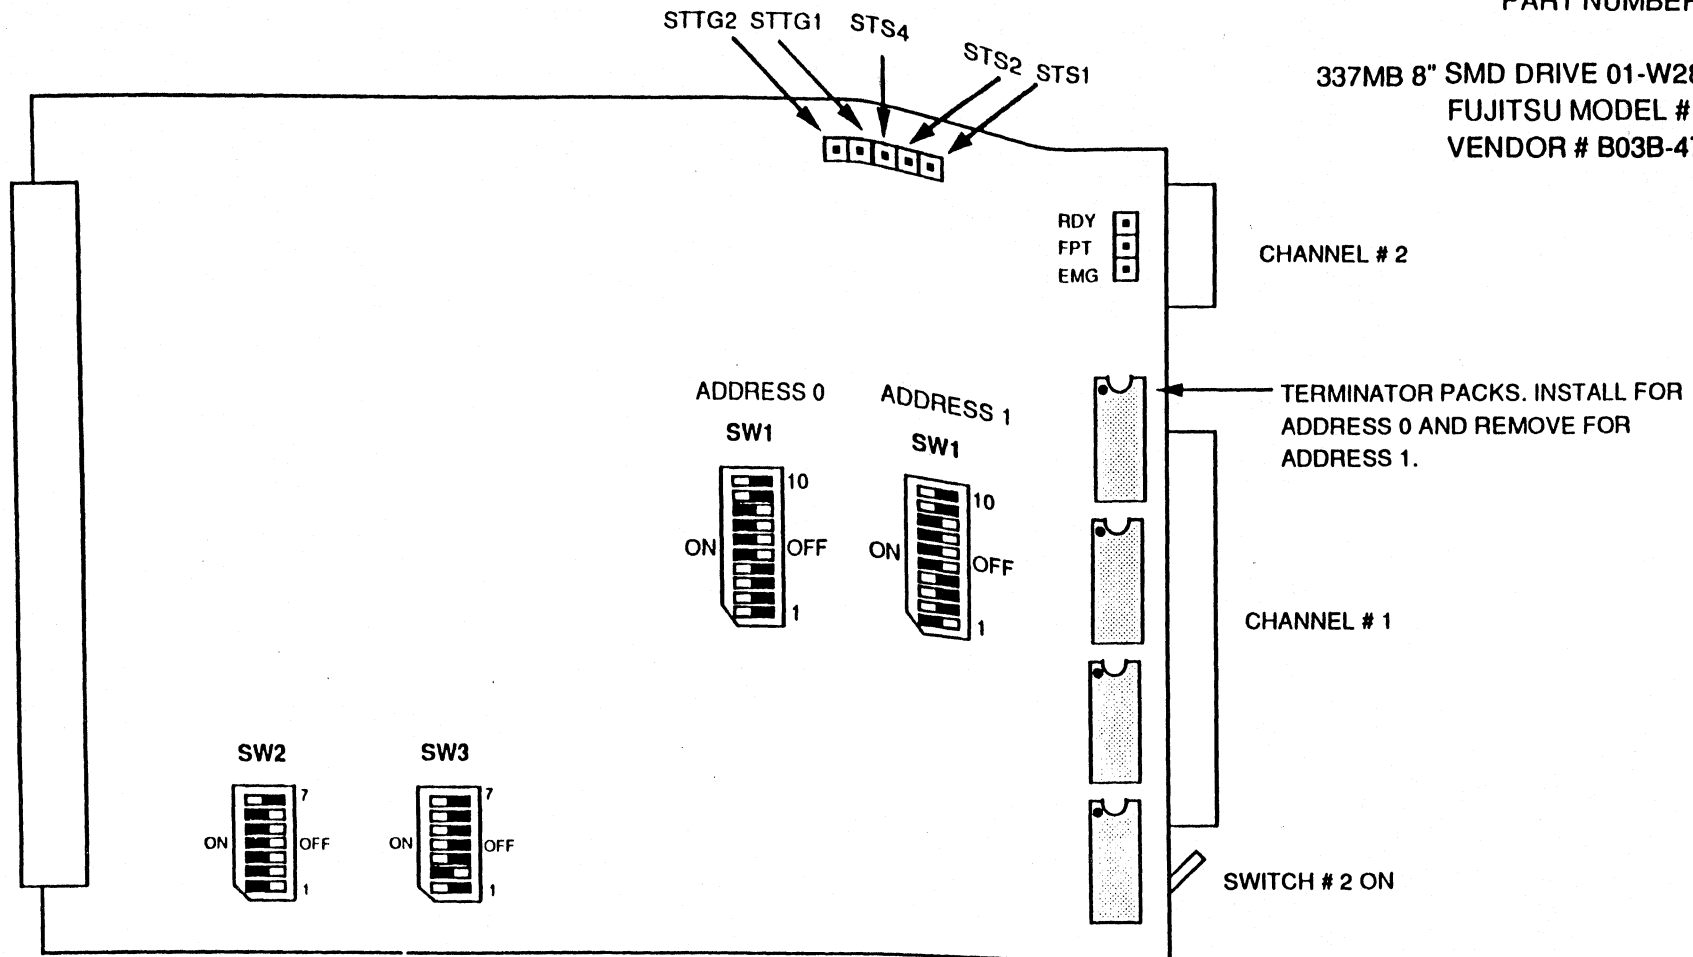 PART NUMBER
337MB 8" SMD DRIVE 01-W28
FUJITSU MODEL #
VENDOR # B03B-47
STTG2 STTG1 STS4 STS2 STS1
RDY
FPT
EMG
CHANNEL # 2
ADDRESS 0
SW1
10
ON OFF
1
ADDRESS 1
SW1
10
ON OFF
1
TERMINATOR PACKS. INSTALL FOR
ADDRESS 0 AND REMOVE FOR
ADDRESS 1.
CHANNEL # 1
SW2
7
ON OFF
1
SW3
7
ON OFF
1
SWITCH # 2 ON